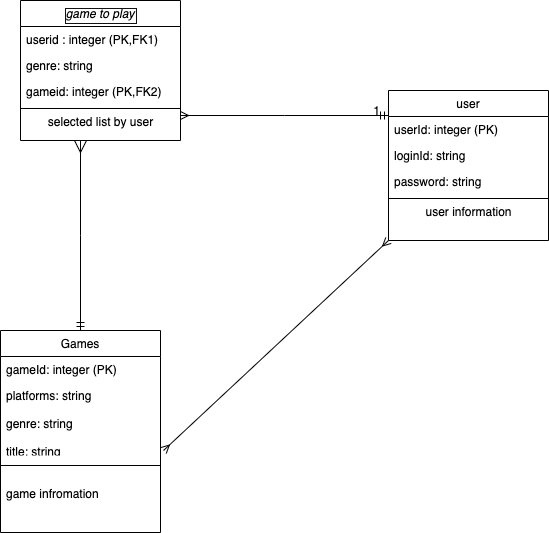 game to play
userid : integer (PK,FK1)
genre: string
gameid: integer (PK,FK2)
selected list by user
1
user
userId: integer (PK)
loginId: string
password: string
user information
Games
gameId: integer (PK)
platforms: string
genre: string
title: string
game infromation